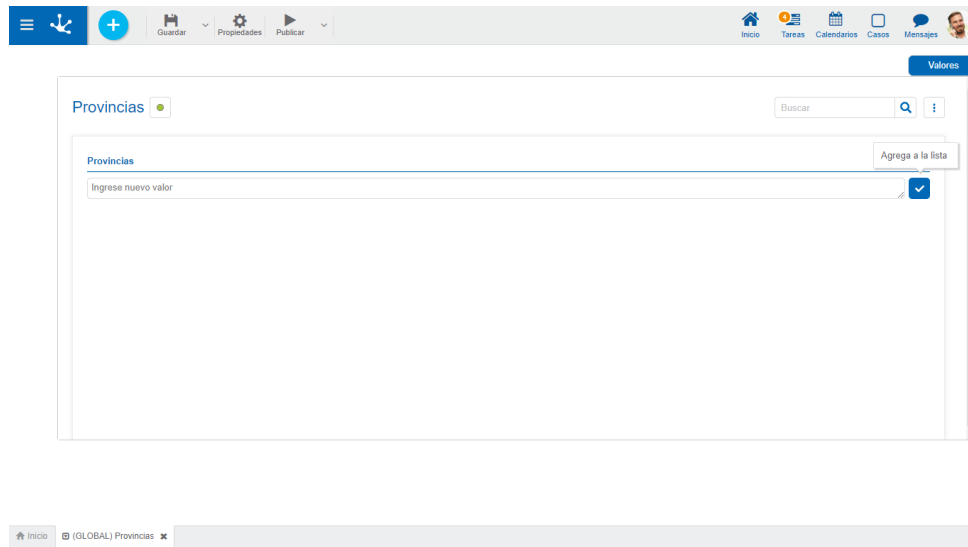 Guardar
Propiedades
Publicar
Inicio
4
Tareas
Calendarios
Casos
Mensajes
Valores
Provincias
Buscar
Agrega a la lista
Provincias
Ingrese nuevo valor
Inicio
(GLOBAL) Provincias